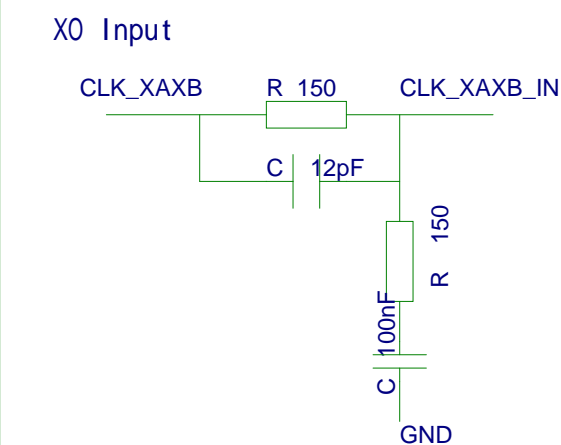 X0 Input
CLK_XAXB
R 150
CLK_XAXB_IN
C 12pF
R 150
C 100nF
GND